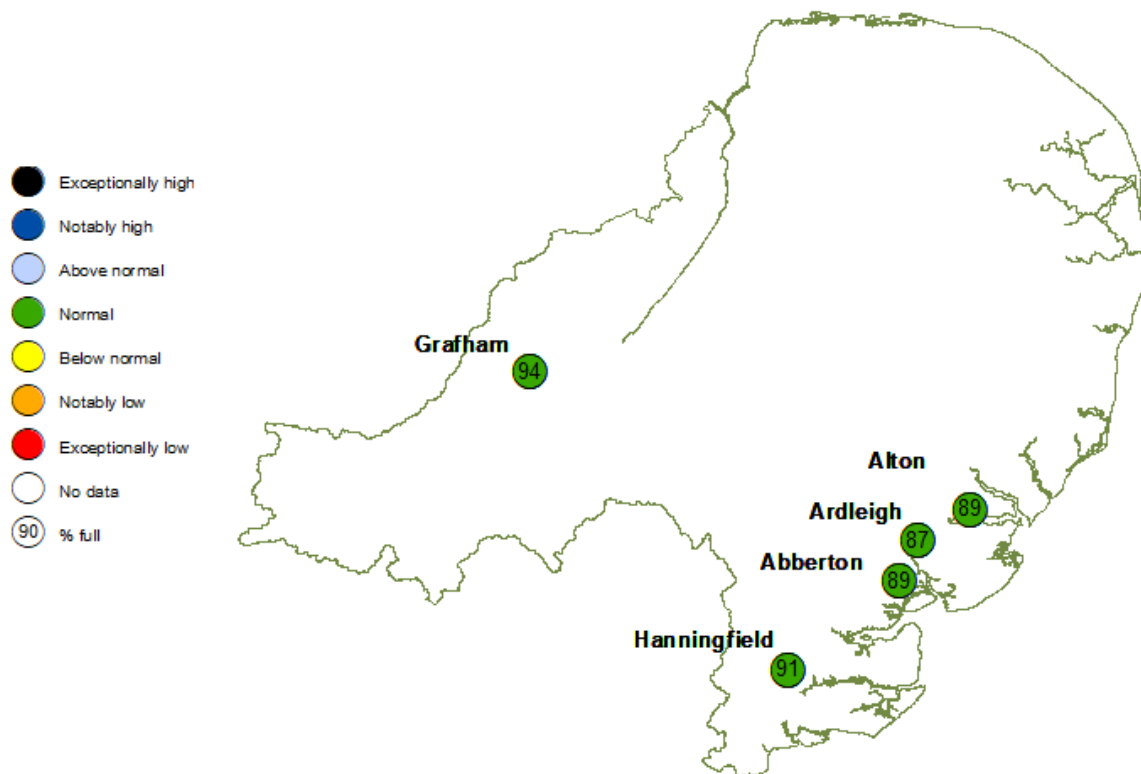 Exceptionally high
Notably high
Above normal
Normal
Below normal
Notably low
Exceptionally low
No data
90 % full
Grafham
94
Alton
89
Ardleigh
87
Abberton
89
Hanningfield
91